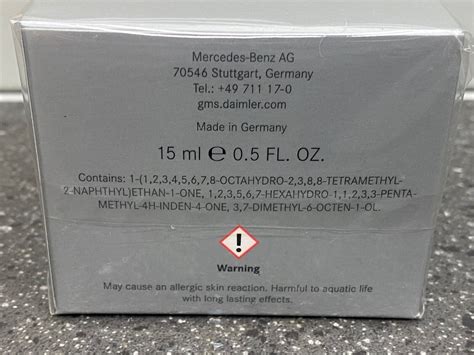 Mercedes-Benz AG
70546 Stuttgart, Germany
Tel.: +49 711 17-0
gms.daimler.com
Made in Germany
15 ml ℮ 0.5 FL. OZ.
Contains: 1-(1,2,3,4,5,6,7,8-OCTAHYDRO-2,3,8,8-TETRAMETHYL-
2-NAPHTHYL)ETHAN-1-ONE, 1,2,3,5,6,7-HEXAHYDRO-1,1,2,3,3-PENTA-
METHYL-4H-INDEN-4-ONE, 3,7-DIMETHYL-6-OCTEN-1-OL.
Warning
May cause an allergic skin reaction. Harmful to aquatic life
with long lasting effects.